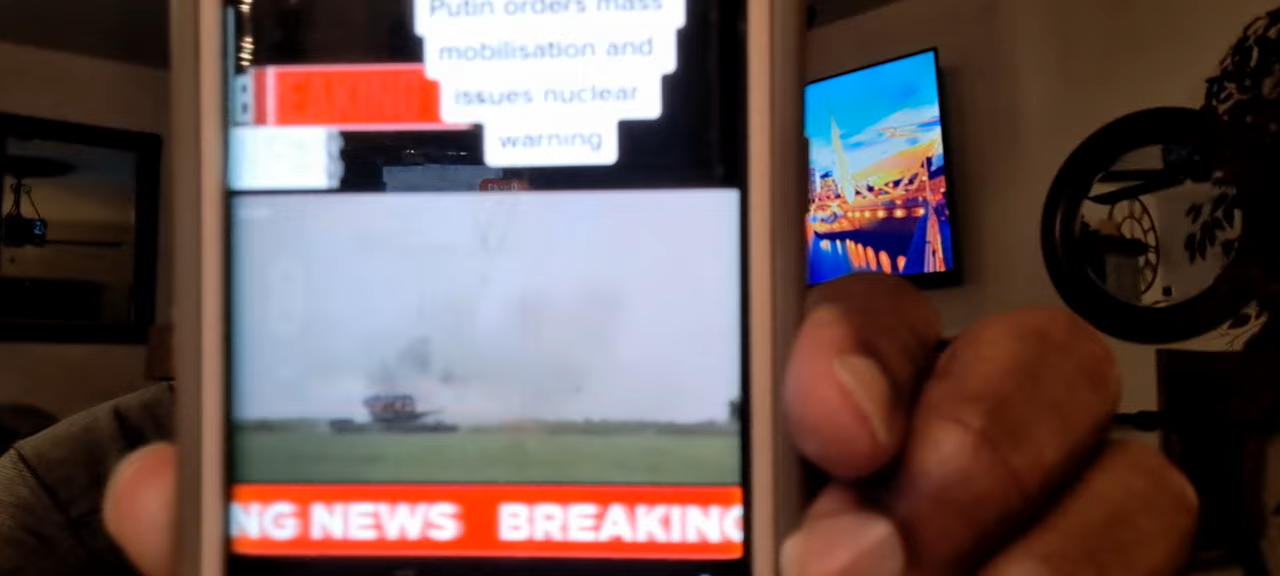 Putin orders mass
mobilisation and
issues nuclear
warning
NG NEWS BREAKING